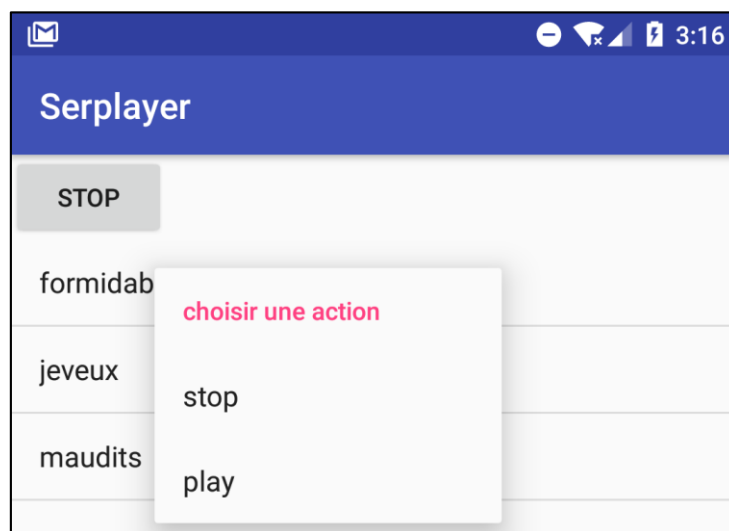 3:16
Serplayer
STOP
formidab
choisir une action
jeveux
stop
maudits
play